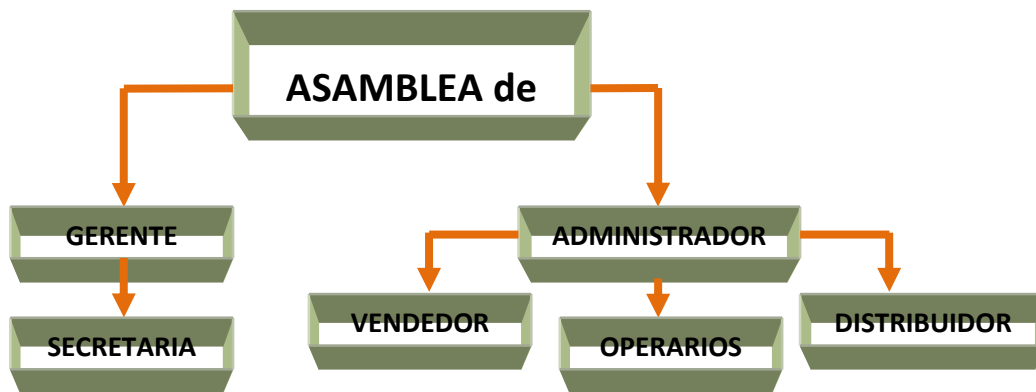 ASAMBLEA de
GERENTE
ADMINISTRADOR
SECRETARIA
VENDEDOR
OPERARIOS
DISTRIBUIDOR